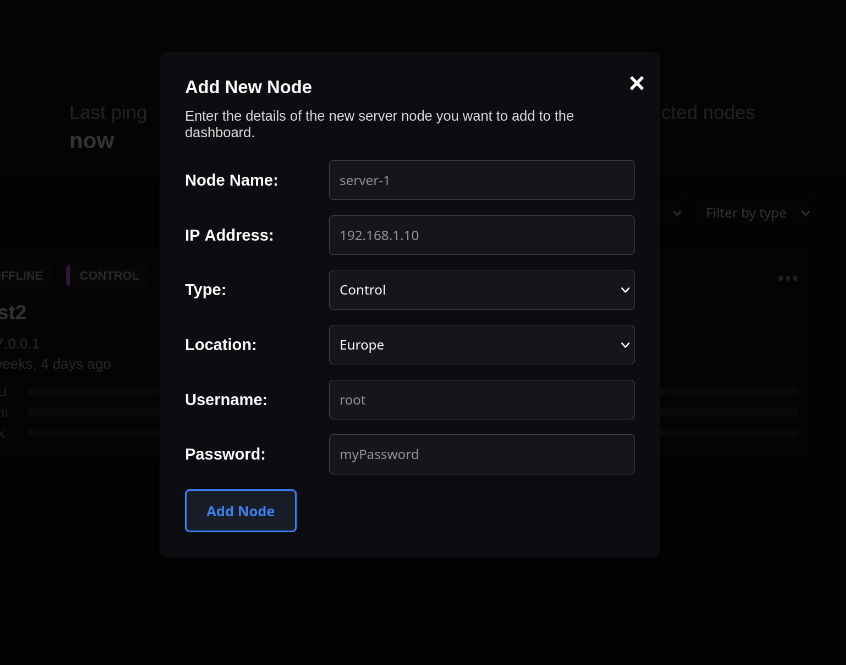 Add New Node
Enter the details of the new server node you want to add to the
dashboard.
Last ping
now
cted nodes
Node Name:
server-1
IP Address:
192.168.1.10
Filter by type
FFLINE
CONTROL
st2
7.0.0.1
weeks, 4 days ago
Type:
Control
Location:
Europe
Username:
root
Password:
myPassword
Add Node